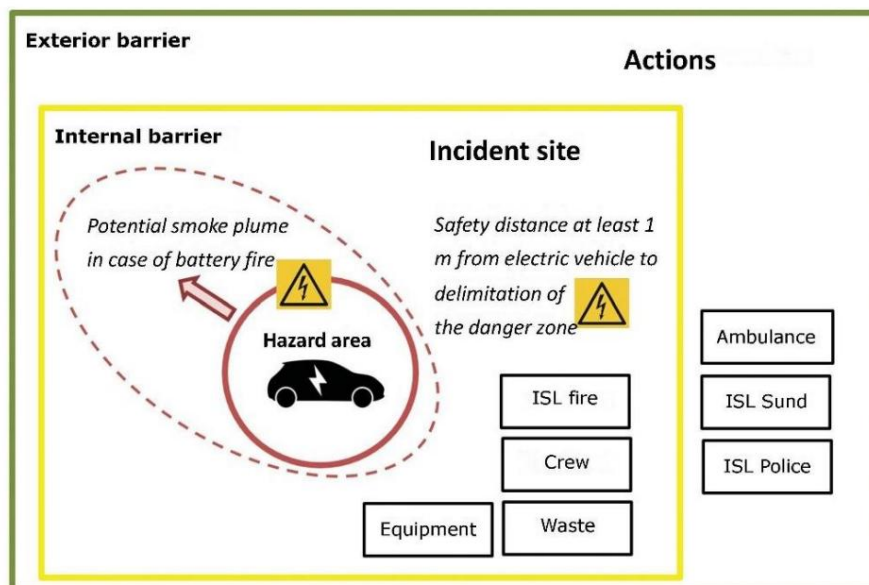 Exterior barrier
Actions
Internal barrier
Incident site
Potential smoke plume
in case of battery fire
Safety distance at least 1
m from electric vehicle to
delimitation of
the danger zone
Hazard area
Ambulance
ISL fire
ISL Sund
Crew
ISL Police
Equipment
Waste